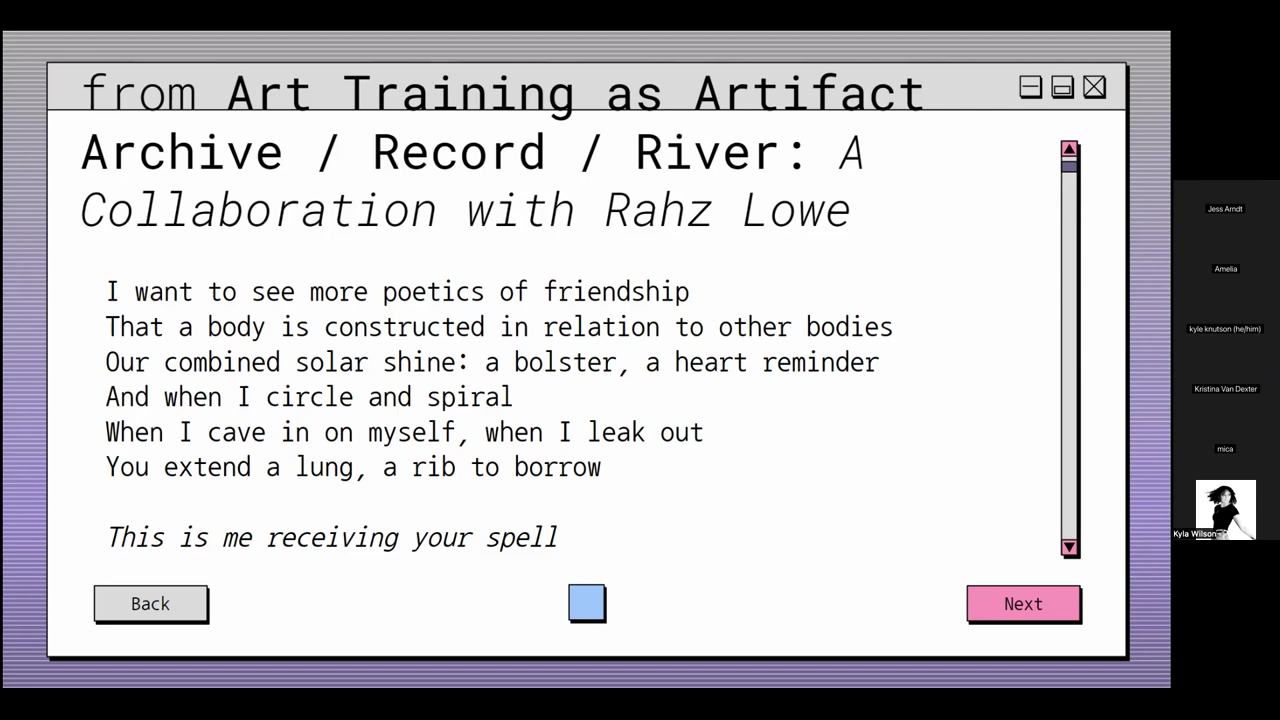 from Art Training as Artifact
Archive / Record / River: A
Collaboration with Rahz Lowe
I want to see more poetics of friendship
That a body is constructed in relation to other bodies
Our combined solar shine: a bolster, a heart reminder
And when I circle and spiral
When I cave in on myself, when I leak out
You extend a lung, a rib to borrow
This is me receiving your spell
Back
Next
Jess Arndt
Amelia
kyle knutson (he/him)
Kristina Van Dexter
mica
Kyla Wilson